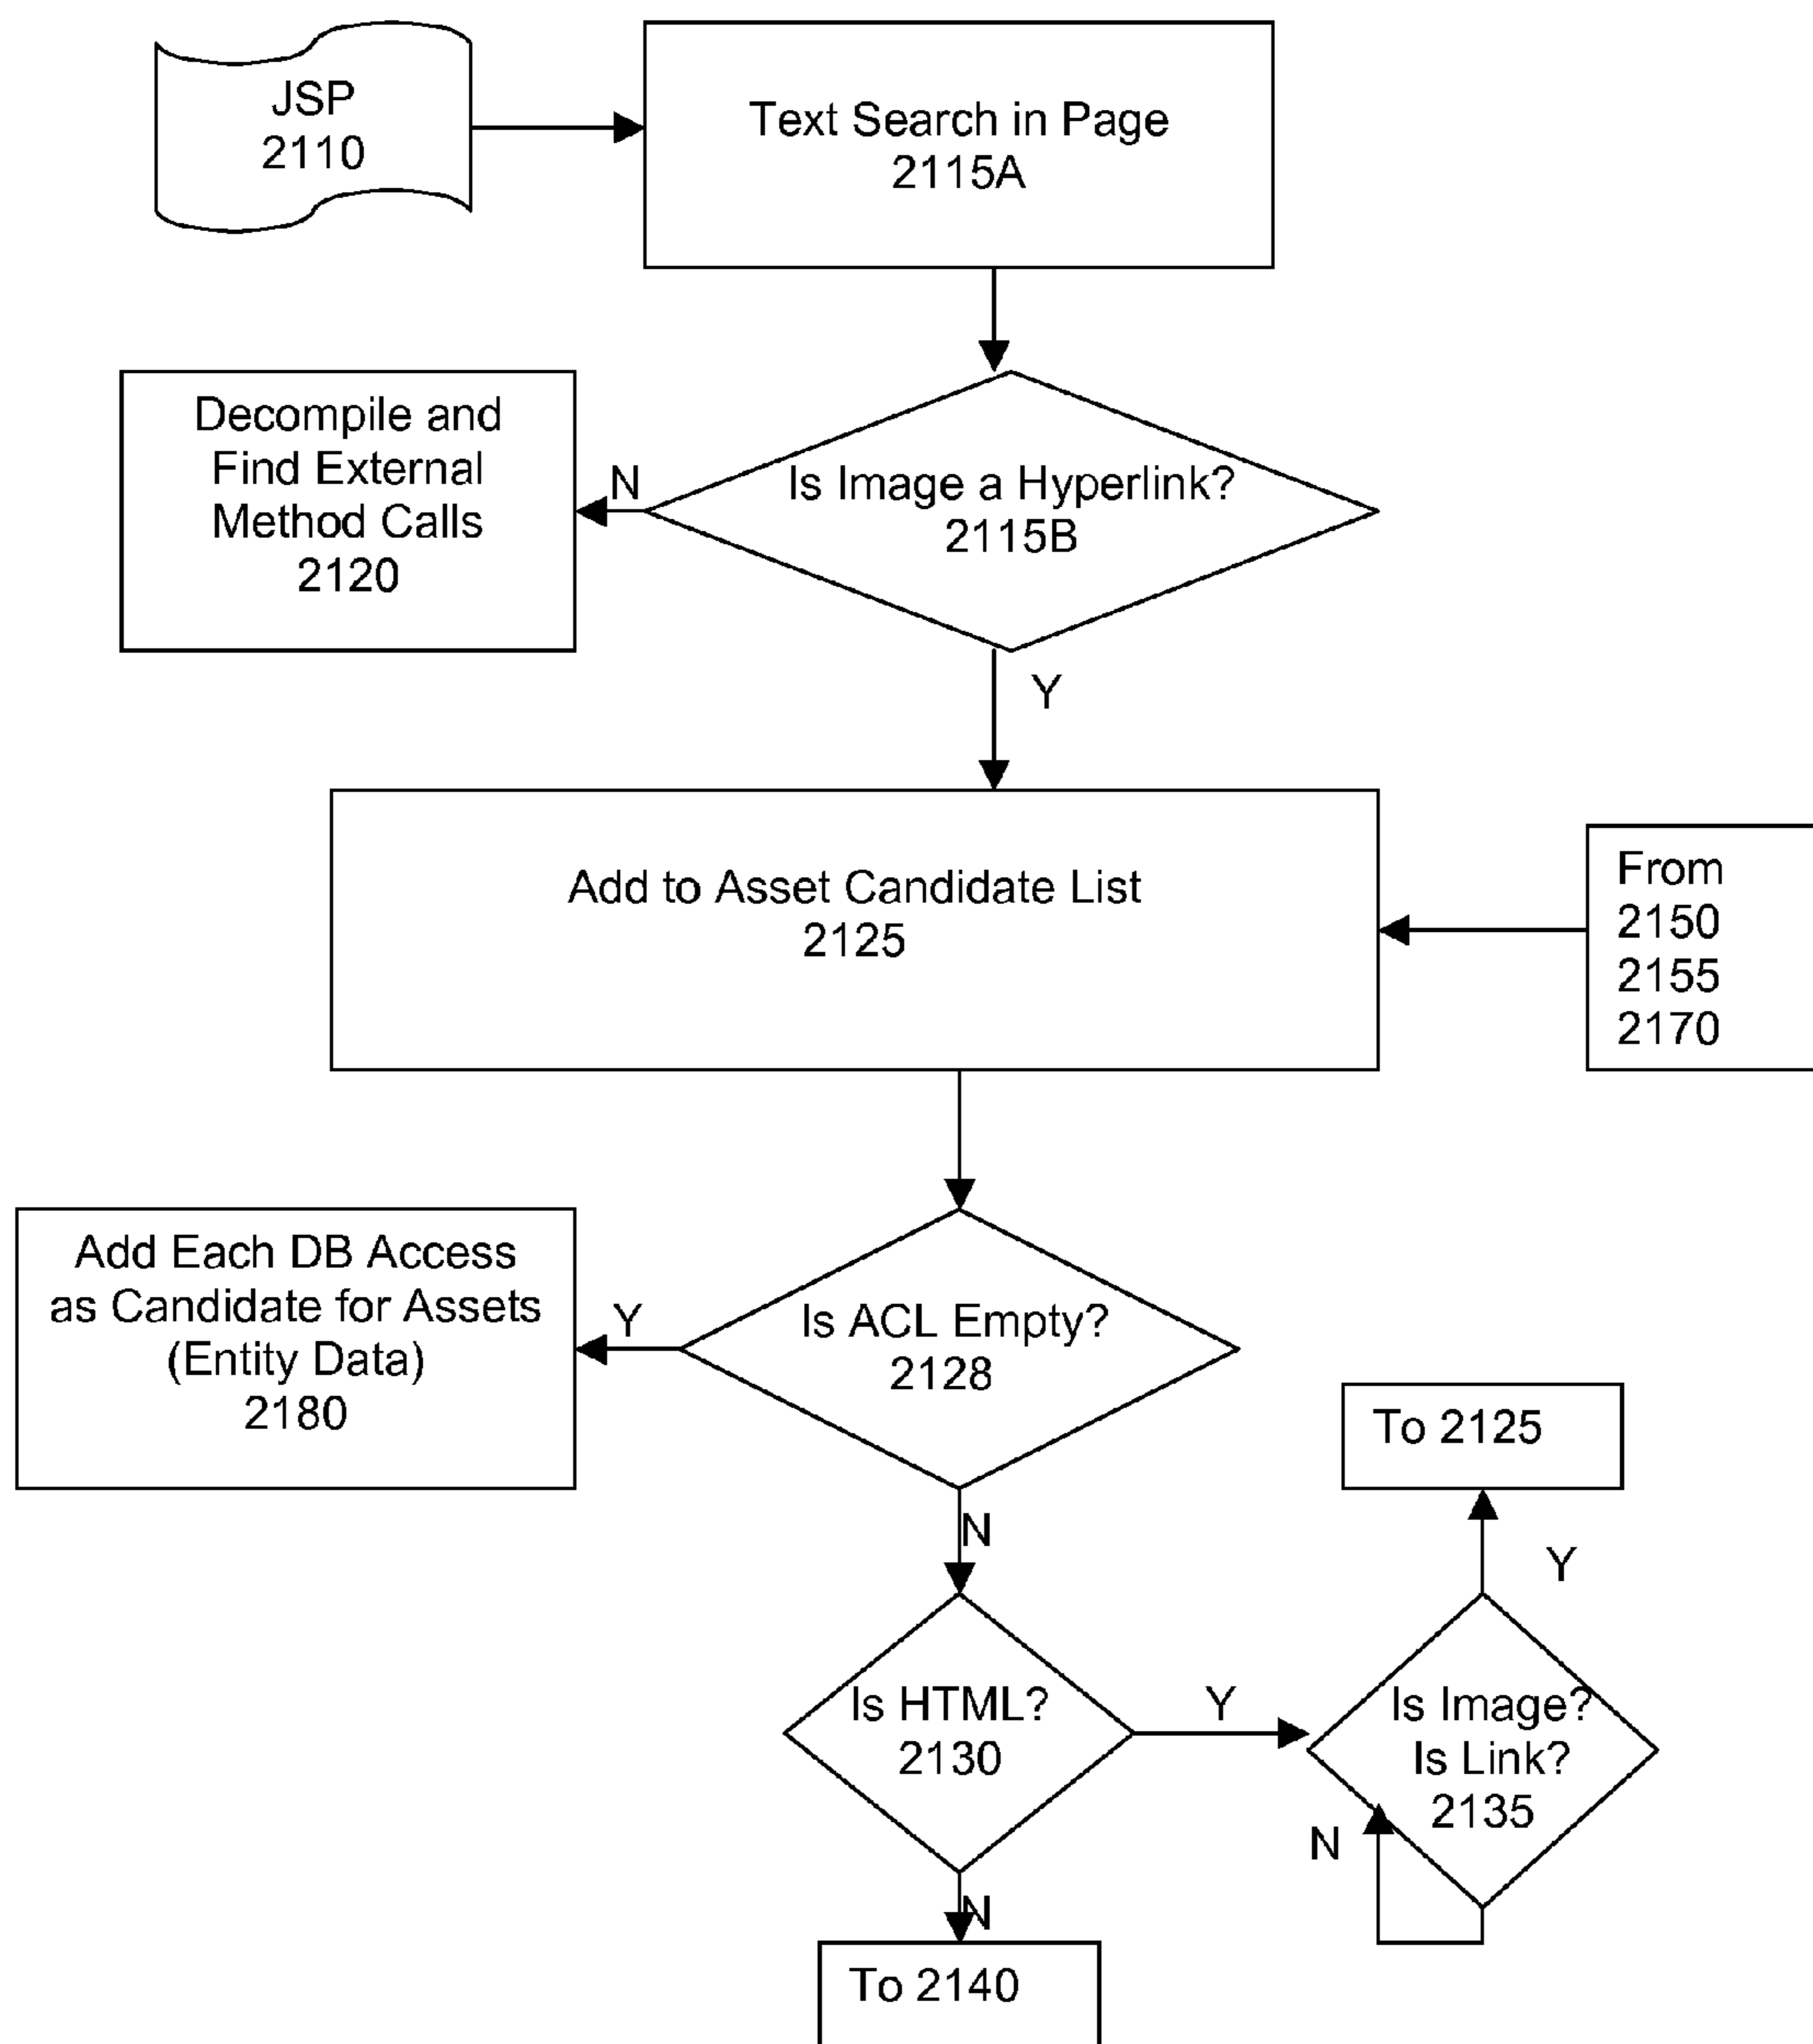 JSP
2110
Text Search in Page
2115A
Decompile and
Find External
Method Calls
2120
N
Is Image a Hyperlink?
2115B
Y
Add to Asset Candidate List
2125
From
2150
2155
2170
Add Each DB Access
as Candidate for Assets
(Entity Data)
2180
Y
Is ACL Empty?
2128
N
To 2125
Y
Is HTML?
2130
Y
Is Image?
Is Link?
2135
N
N
To 2140